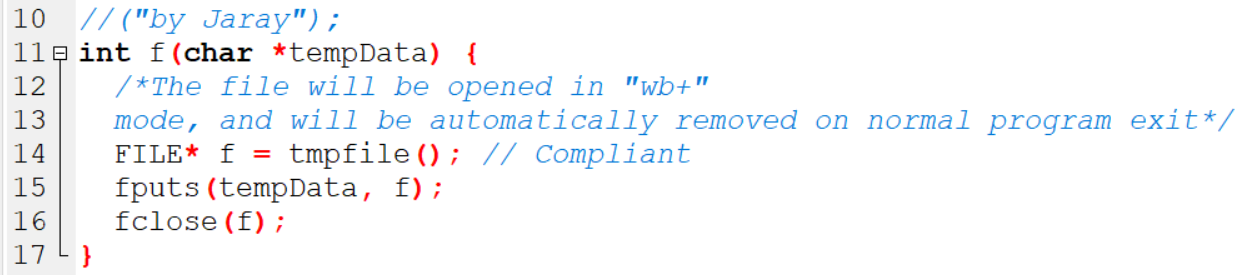 10 //("by Jaray");
11 int f(char *tempData) {
12 /*The file will be opened in "wb+"
13 mode, and will be automatically removed on normal program exit*/
14 FILE* f = tmpfile(); // Compliant
15 fputs(tempData, f);
16 fclose(f);
17 }